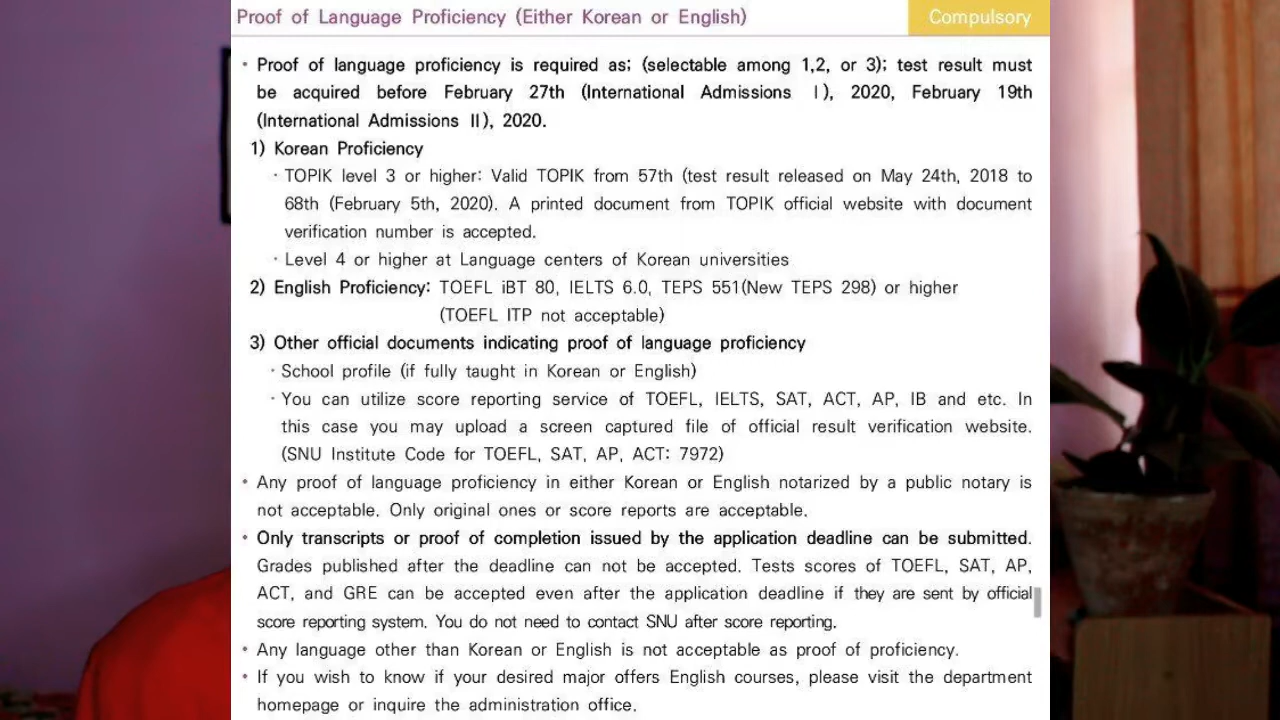 Proof of Language Proficiency (Either Korean or English)
Compulsory
• Proof of language proficiency is required as; (selectable among 1,2, or 3); test result must
be acquired before February 27th (International Admissions Ⅰ), 2020, February 19th
(International Admissions Ⅱ), 2020.
1) Korean Proficiency
· TOPIK level 3 or higher: Valid TOPIK from 57th (test result released on May 24th, 2018 to
68th (February 5th, 2020). A printed document from TOPIK official website with document
verification number is accepted.
· Level 4 or higher at Language centers of Korean universities
2) English Proficiency: TOEFL iBT 80, IELTS 6.0, TEPS 551(New TEPS 298) or higher
(TOEFL ITP not acceptable)
3) Other official documents indicating proof of language proficiency
· School profile (if fully taught in Korean or English)
· You can utilize score reporting service of TOEFL, IELTS, SAT, ACT, AP, IB and etc. In
this case you may upload a screen captured file of official result verification website.
(SNU Institute Code for TOEFL, SAT, AP, ACT: 7972)
• Any proof of language proficiency in either Korean or English notarized by a public notary is
not acceptable. Only original ones or score reports are acceptable.
• Only transcripts or proof of completion issued by the application deadline can be submitted.
Grades published after the deadline can not be accepted. Tests scores of TOEFL, SAT, AP,
ACT, and GRE can be accepted even after the application deadline if they are sent by official
score reporting system. You do not need to contact SNU after score reporting.
• Any language other than Korean or English is not acceptable as proof of proficiency.
• If you wish to know if your desired major offers English courses, please visit the department
homepage or inquire the administration office.